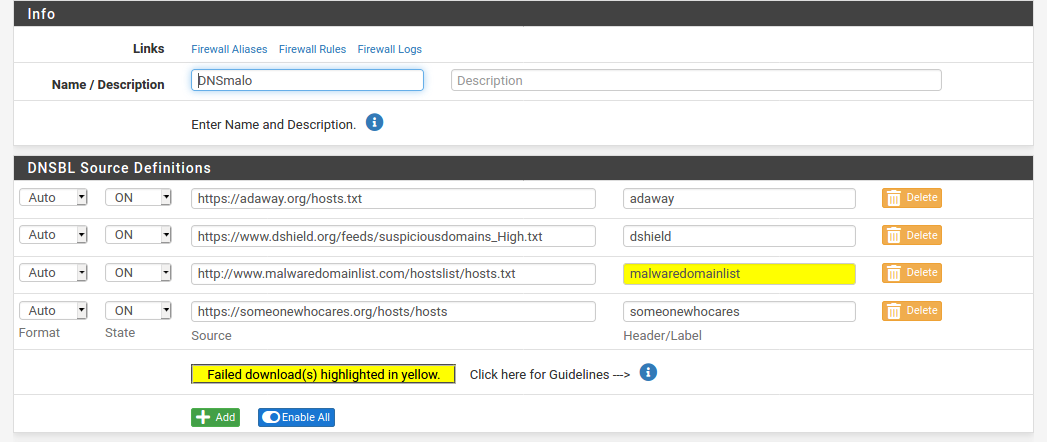 Info
Links Firewall Aliases Firewall Rules Firewall Logs
Name / Description DNSmalo Description
Enter Name and Description.
DNSBL Source Definitions
Auto ON https://adaway.org/hosts.txt adaway Delete
Auto ON https://www.dshield.org/feeds/suspiciousdomains_High.txt dshield Delete
Auto ON http://www.malwaredomainlist.com/hostslist/hosts.txt malwaredomainlist Delete
Auto ON https://someonewhocares.org/hosts/hosts someonewhocares Delete
Format State Source Header/Label
Failed download(s) highlighted in yellow. Click here for Guidelines --->
Add Enable All